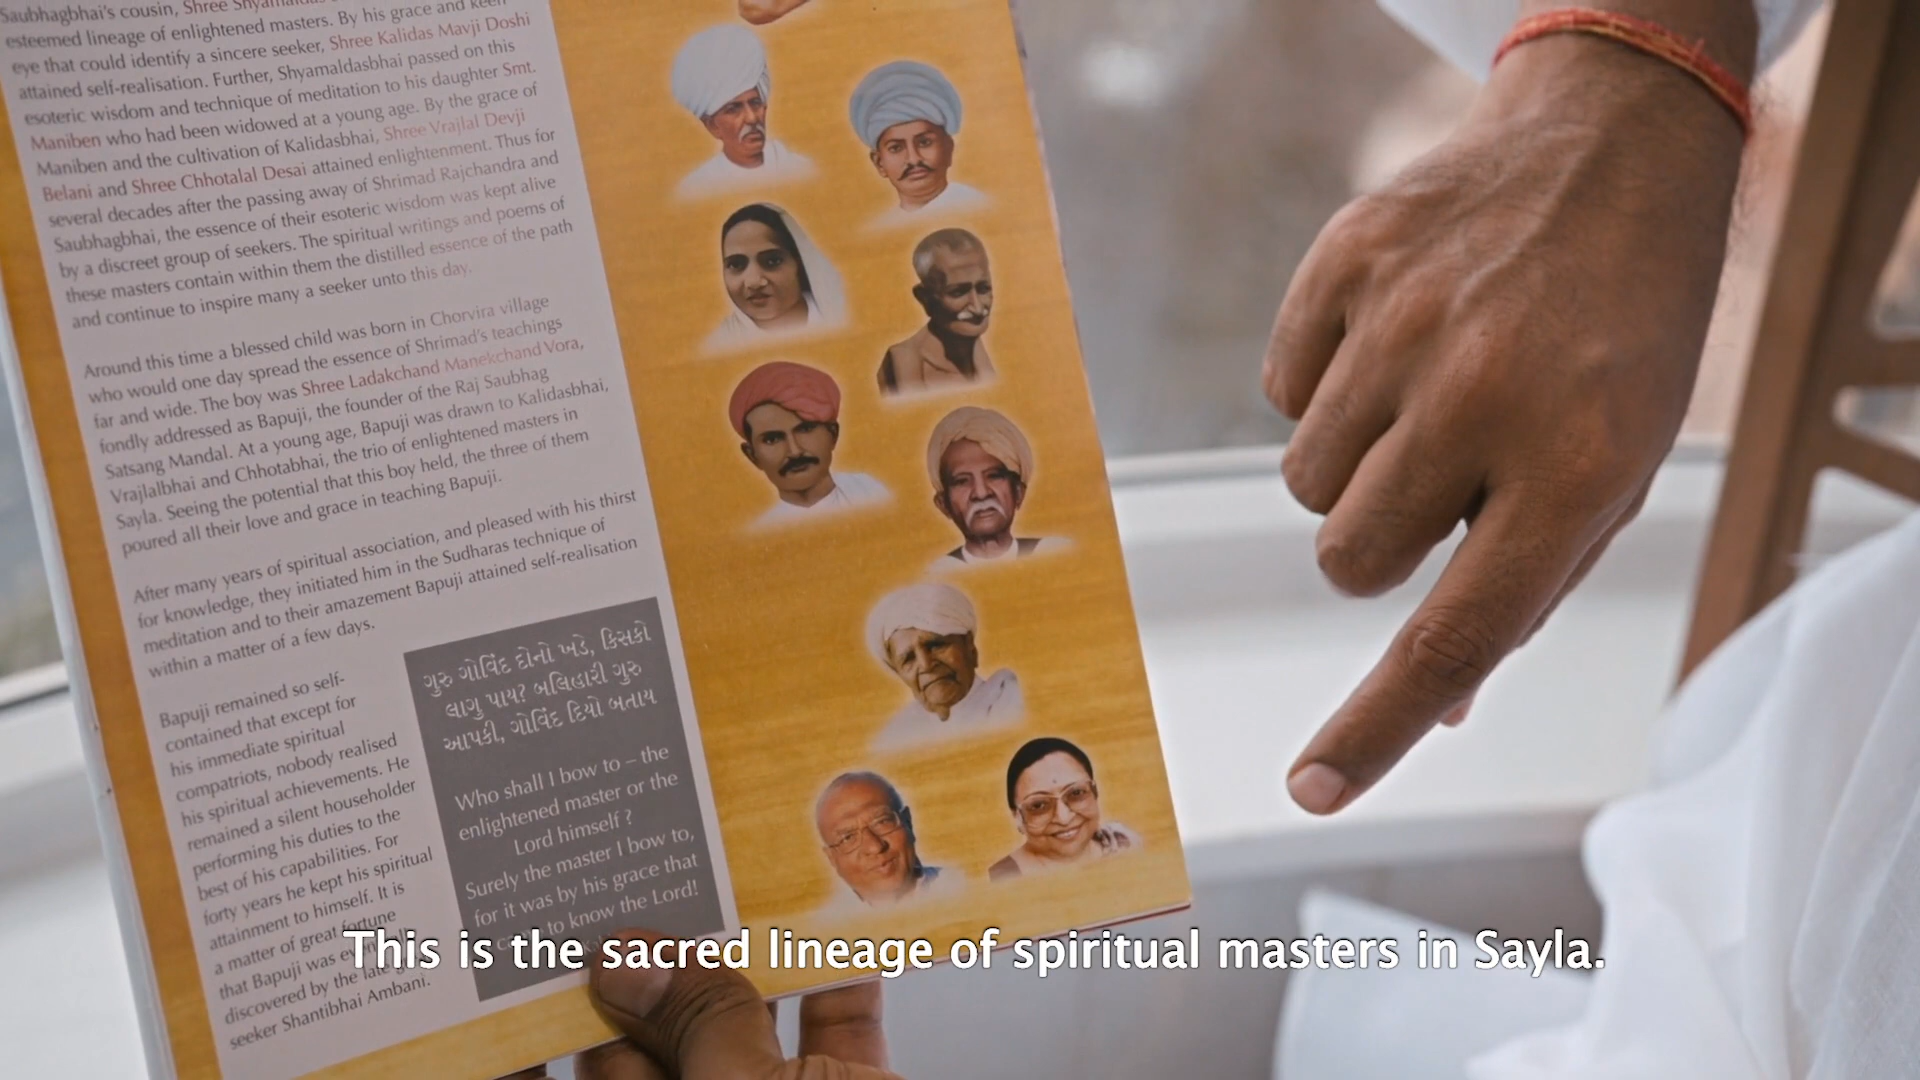 Saubhagbhai's cousin, Shree
esteemed lineage of enlightened masters. By his grace and keen
eye that could identify a sincere seeker, Shree Kalidas Mavji Doshi
attained self-realisation. Further, Shyamaldasbhai passed on this
esoteric wisdom and technique of meditation to his daughter Smt.
Maniben who had been widowed at a young age. By the grace of
Maniben and the cultivation of Kalidasbhai, Shree Vrajlal Devji
Belani and Shree Chhotalal Desai attained enlightenment. Thus for
several decades after the passing away of Shrimad Rajchandra and
Saubhagbhai, the essence of their esoteric wisdom was kept alive
by a discreet group of seekers. The spiritual writings and poems of
these masters contain within them the distilled essence of the path
and continue to inspire many a seeker unto this day.
Around this time a blessed child was born in Chorvira village
who would one day spread the essence of Shrimad's teachings
far and wide. The boy was Shree Ladakchand Manekchand Vora,
fondly addressed as Bapuji, the founder of the Raj Saubhag
Satsang Mandal. At a young age, Bapuji was drawn to Kalidasbhai,
Vrajlalbhai and Chhotabhai, the trio of enlightened masters in
Sayla. Seeing the potential that this boy held, the three of them
poured all their love and grace in teaching Bapuji.
After many years of spiritual association, and pleased with his thirst
for knowledge, they initiated him in the Sudharas technique of
meditation and to their amazement Bapuji attained self-realisation
within a matter of a few days.
Bapuji remained so self-
contained that except for
his immediate spiritual
compatriots, nobody realised
his spiritual achievements. He
remained a silent householder
performing his duties to the
best of his capabilities. For
forty years he kept his spiritual
attainment to himself. It is
a matter of great fortune
that Bapuji was
discovered by the late
seeker Shantibhai Ambani.
ગુરુ ગોવિંદ દોનો ખડે, કિસકો
લાગુ પાય? બલિહારી ગુરુ
આપકી, ગોવિંદ દિયો બતાય
Who shall I bow to – the
enlightened master or the
Lord himself ?
Surely the master I bow to,
for it was by his grace that
to know the Lord!
This is the sacred lineage of spiritual masters in Sayla.